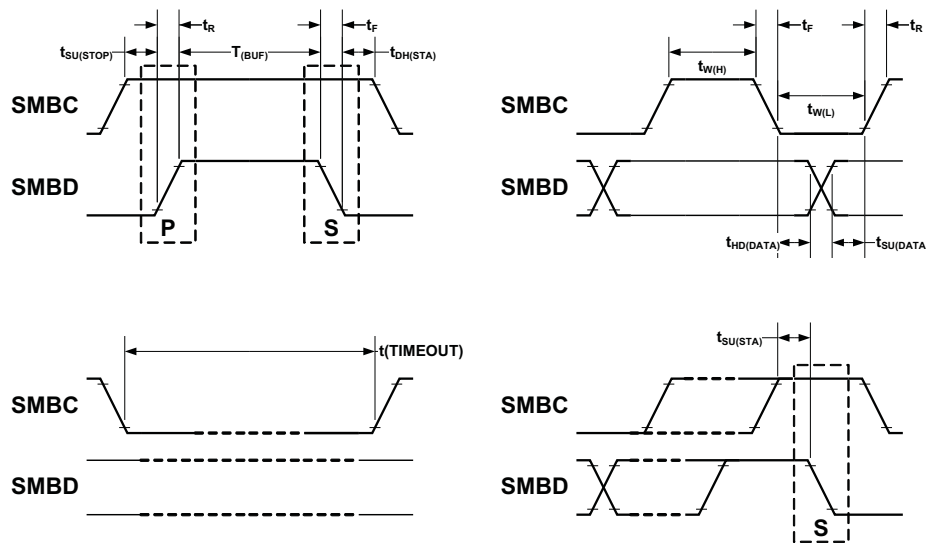 tR
tF
tSU(STOP)
T(BUF)
tDH(STA)
SMBC
SMBD
P
S
tF
tR
tW(H)
tW(L)
SMBC
SMBD
tHD(DATA)
tSU(DATA
t(TIMEOUT)
SMBC
SMBD
tSU(STA)
SMBC
SMBD
S